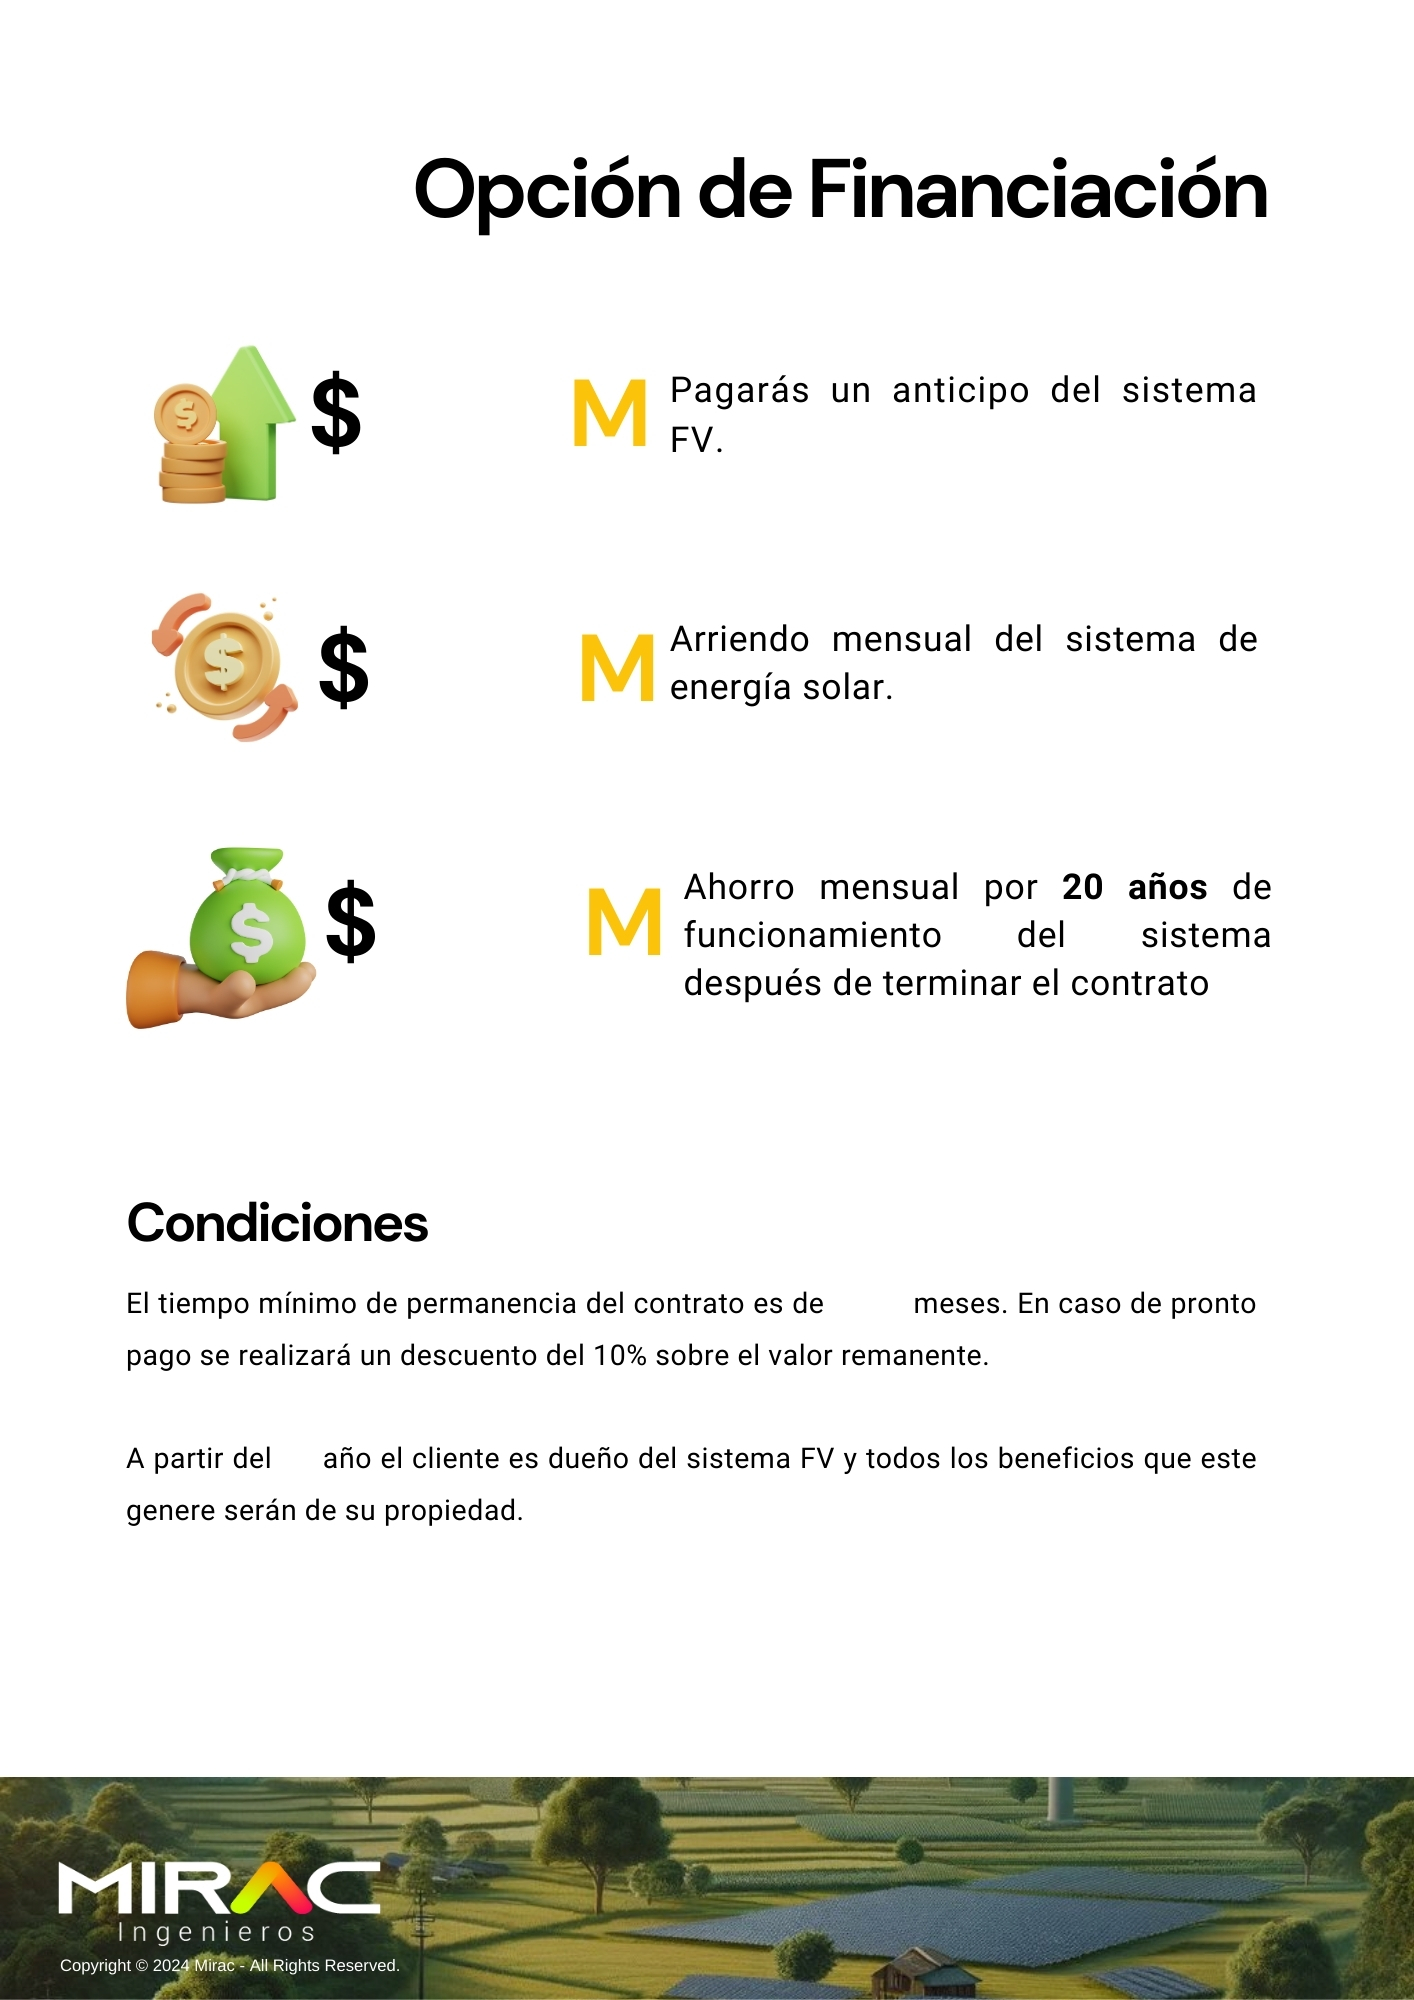 Opción de Financiación
$ M Pagarás un anticipo del sistema
FV.
$ M Arriendo mensual del sistema de
energía solar.
$ M Ahorro mensual por 20 años de
funcionamiento del sistema
después de terminar el contrato
Condiciones
El tiempo mínimo de permanencia del contrato es de meses. En caso de pronto
pago se realizará un descuento del 10% sobre el valor remanente.
A partir del año el cliente es dueño del sistema FV y todos los beneficios que este
genere serán de su propiedad.
MIRAC
Ingenieros
Copyright © 2024 Mirac - All Rights Reserved.